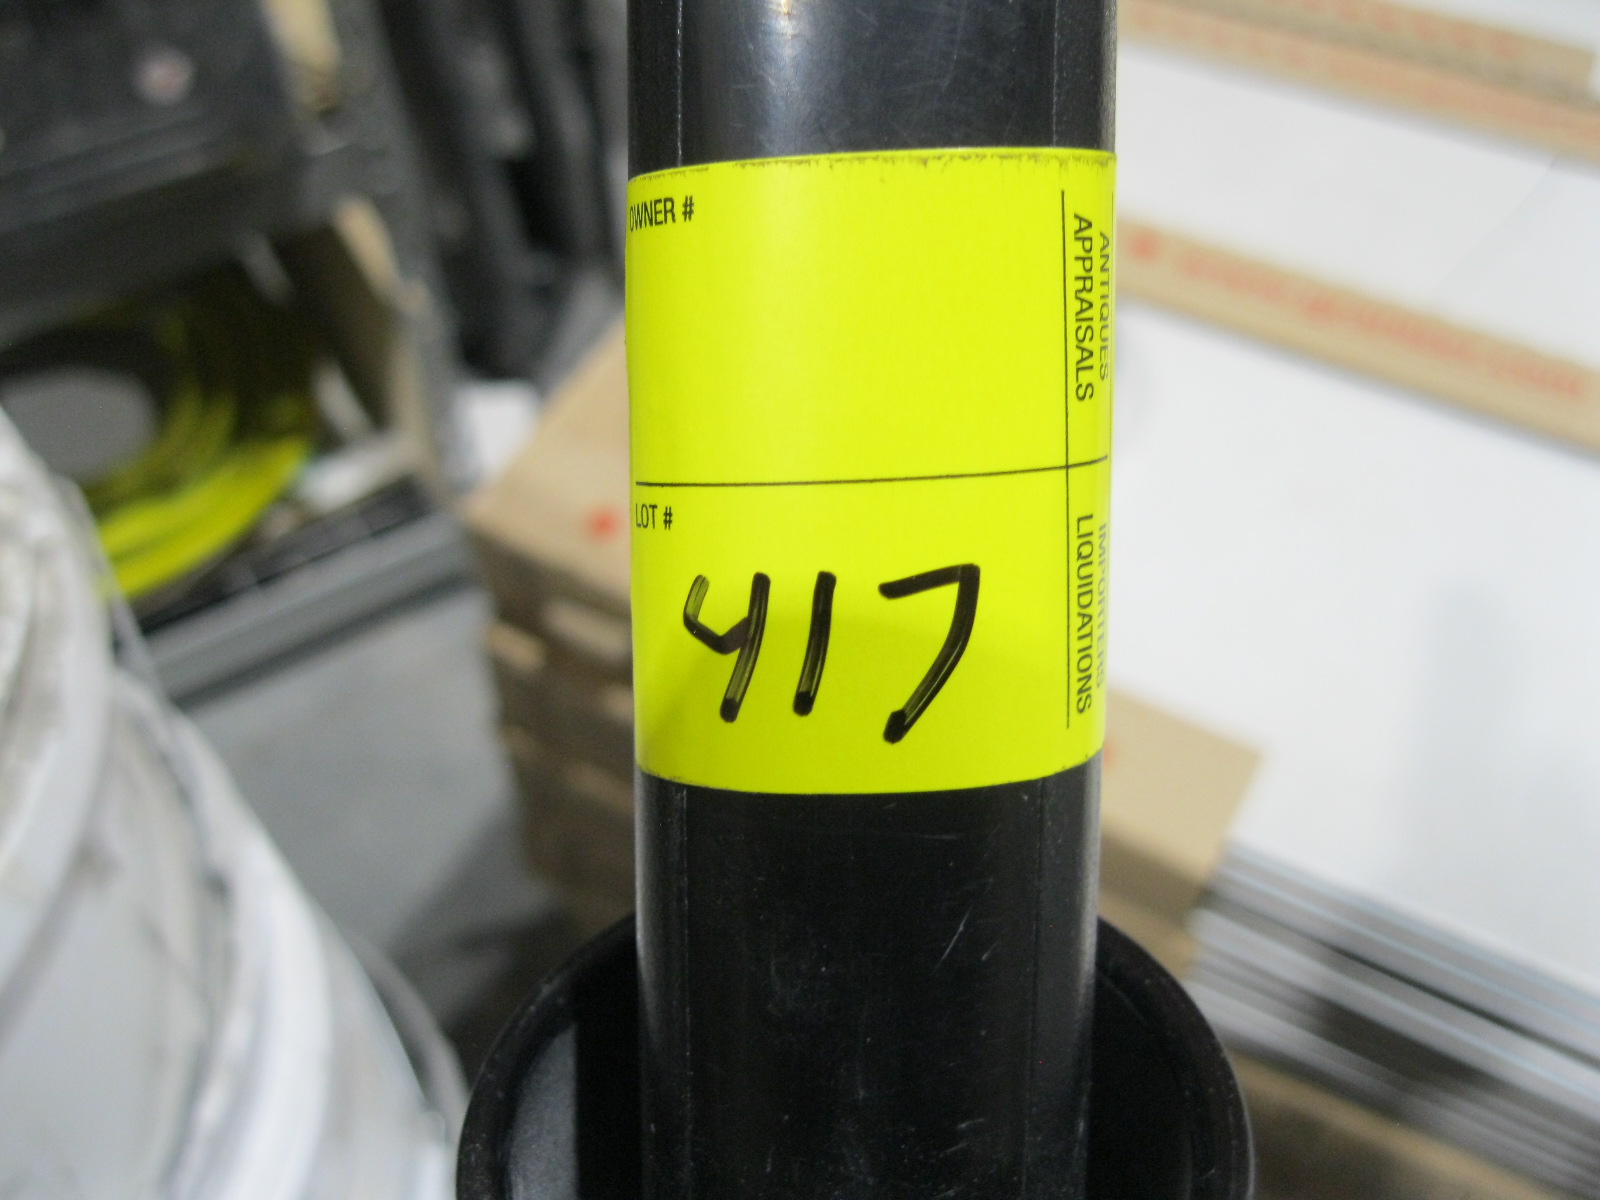 OWNER #
ANTIQUES
APPRAISALS
LOT #
417
IMPORTERS
LIQUIDATIONS